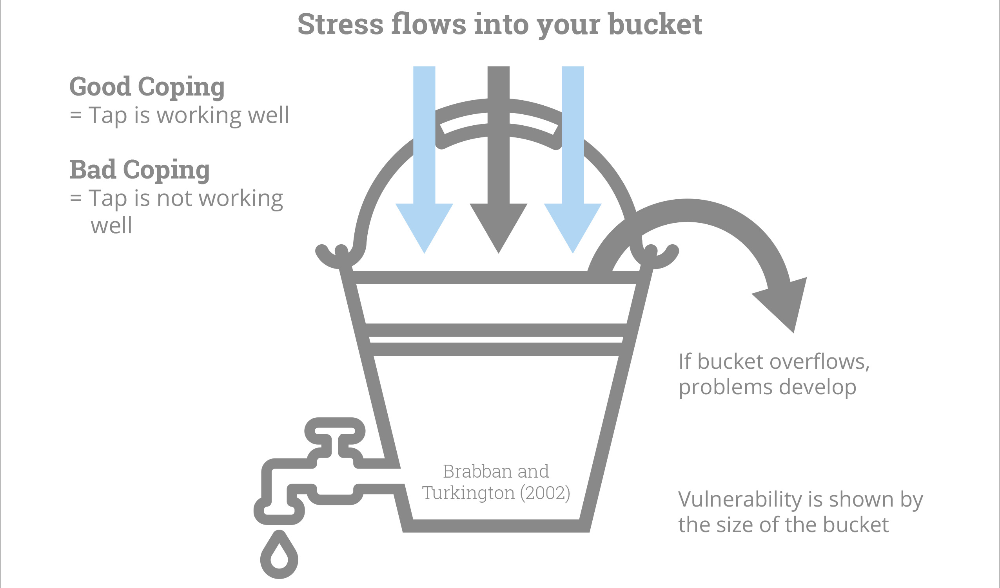 Stress flows into your bucket
Good Coping
= Tap is working well
Bad Coping
= Tap is not working
well
If bucket overflows,
problems develop
Brabban and
Turkington (2002)
Vulnerability is shown by
the size of the bucket